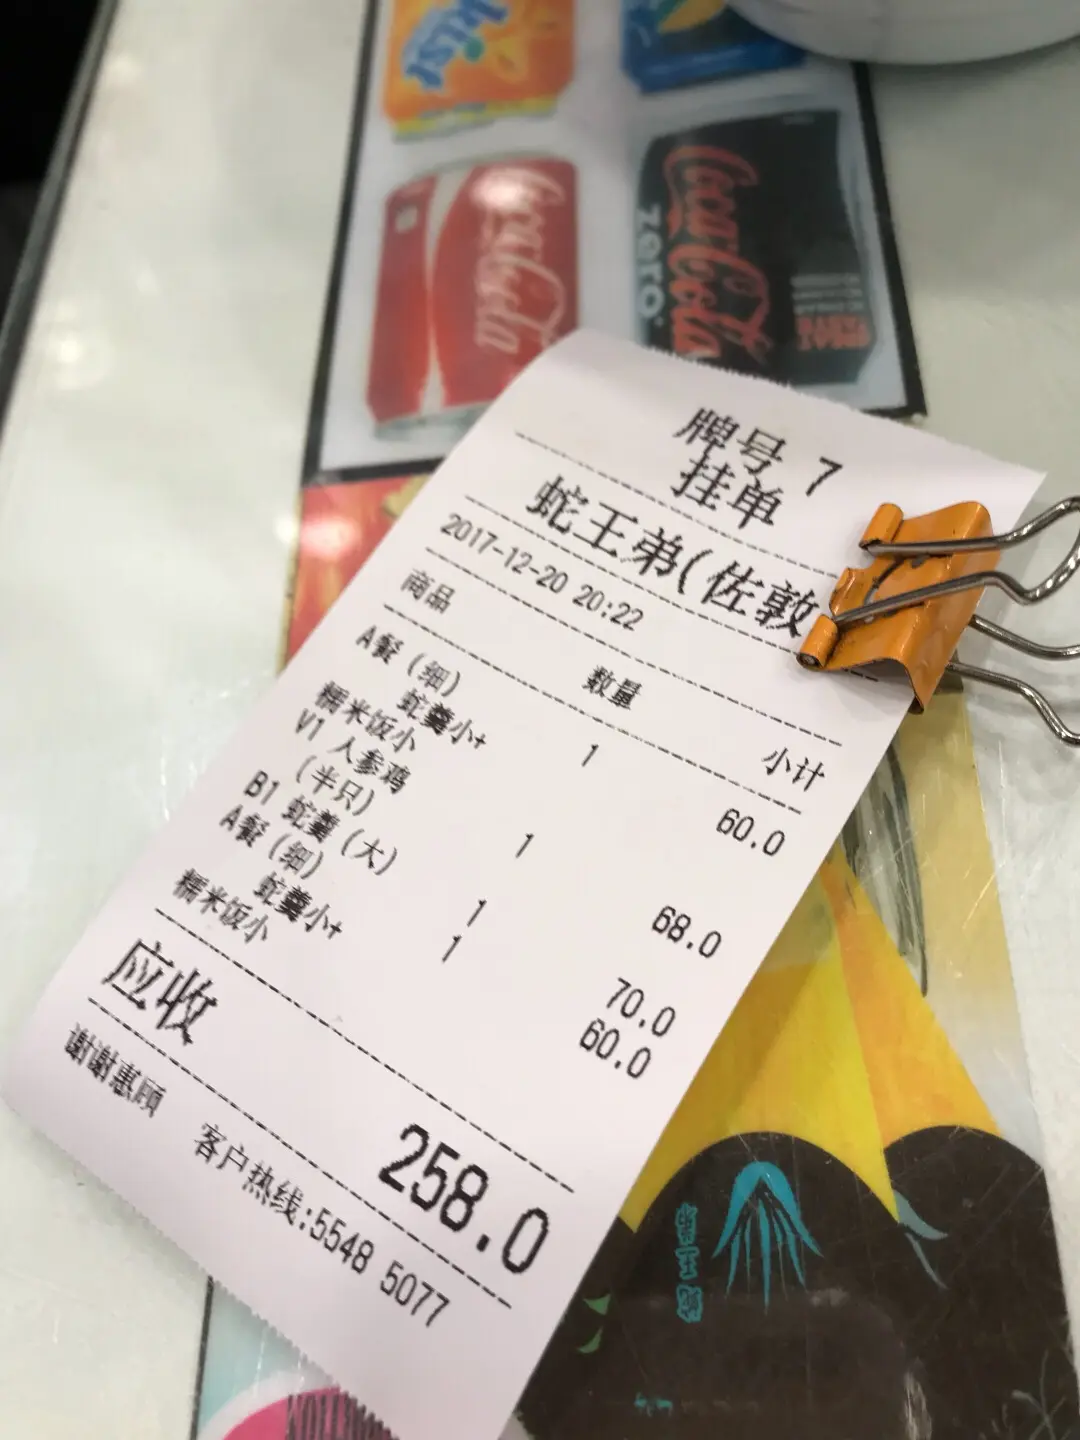 kist
Coca-Cola
Coca-Cola
zero
牌号 7
挂单
蛇王弟(佐敦
2017-12-20 20:22
商品 数量 小计
A餐（细） 1 60.0
蛇羹小+
糯米饭小
V1 人参鸡 1 68.0
（半只）
B1 蛇羹（大） 1 70.0
A餐（细） 1 60.0
蛇羹小+
糯米饭小
应收
258.0
谢谢惠顾
客户热线:5548 5077